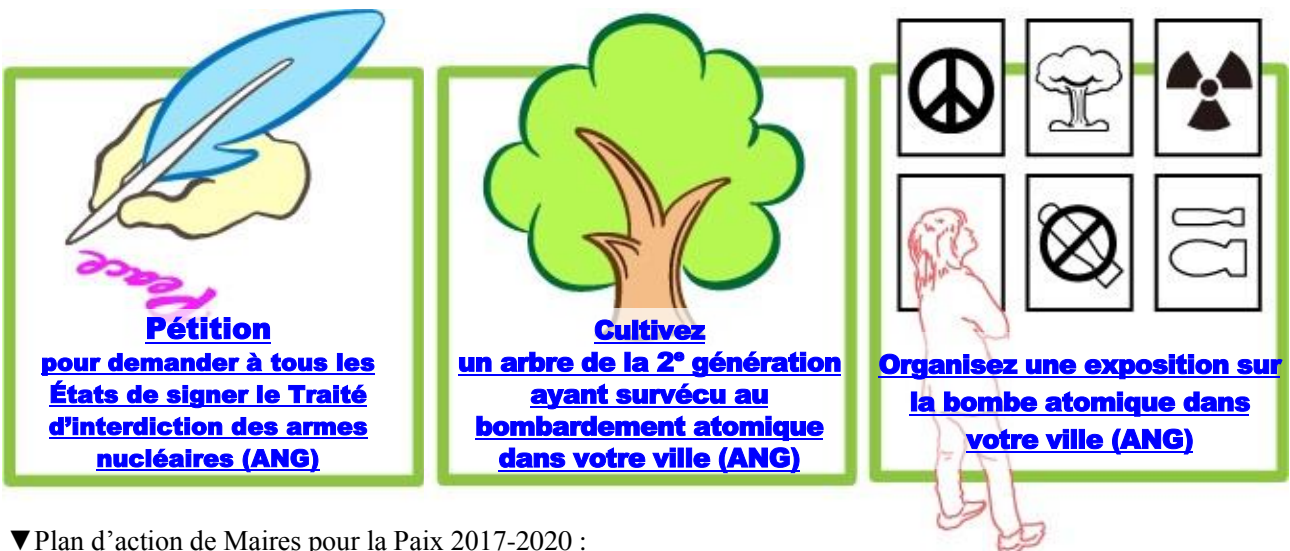 Peace
Pétition
pour demander à tous les
États de signer le Traité
d’interdiction des armes
nucléaires (ANG)
Cultivez
un arbre de la 2ᵉ génération
ayant survécu au
bombardement atomique
dans votre ville (ANG)
Organisez une exposition sur
la bombe atomique dans
votre ville (ANG)
▼Plan d’action de Maires pour la Paix 2017-2020 :